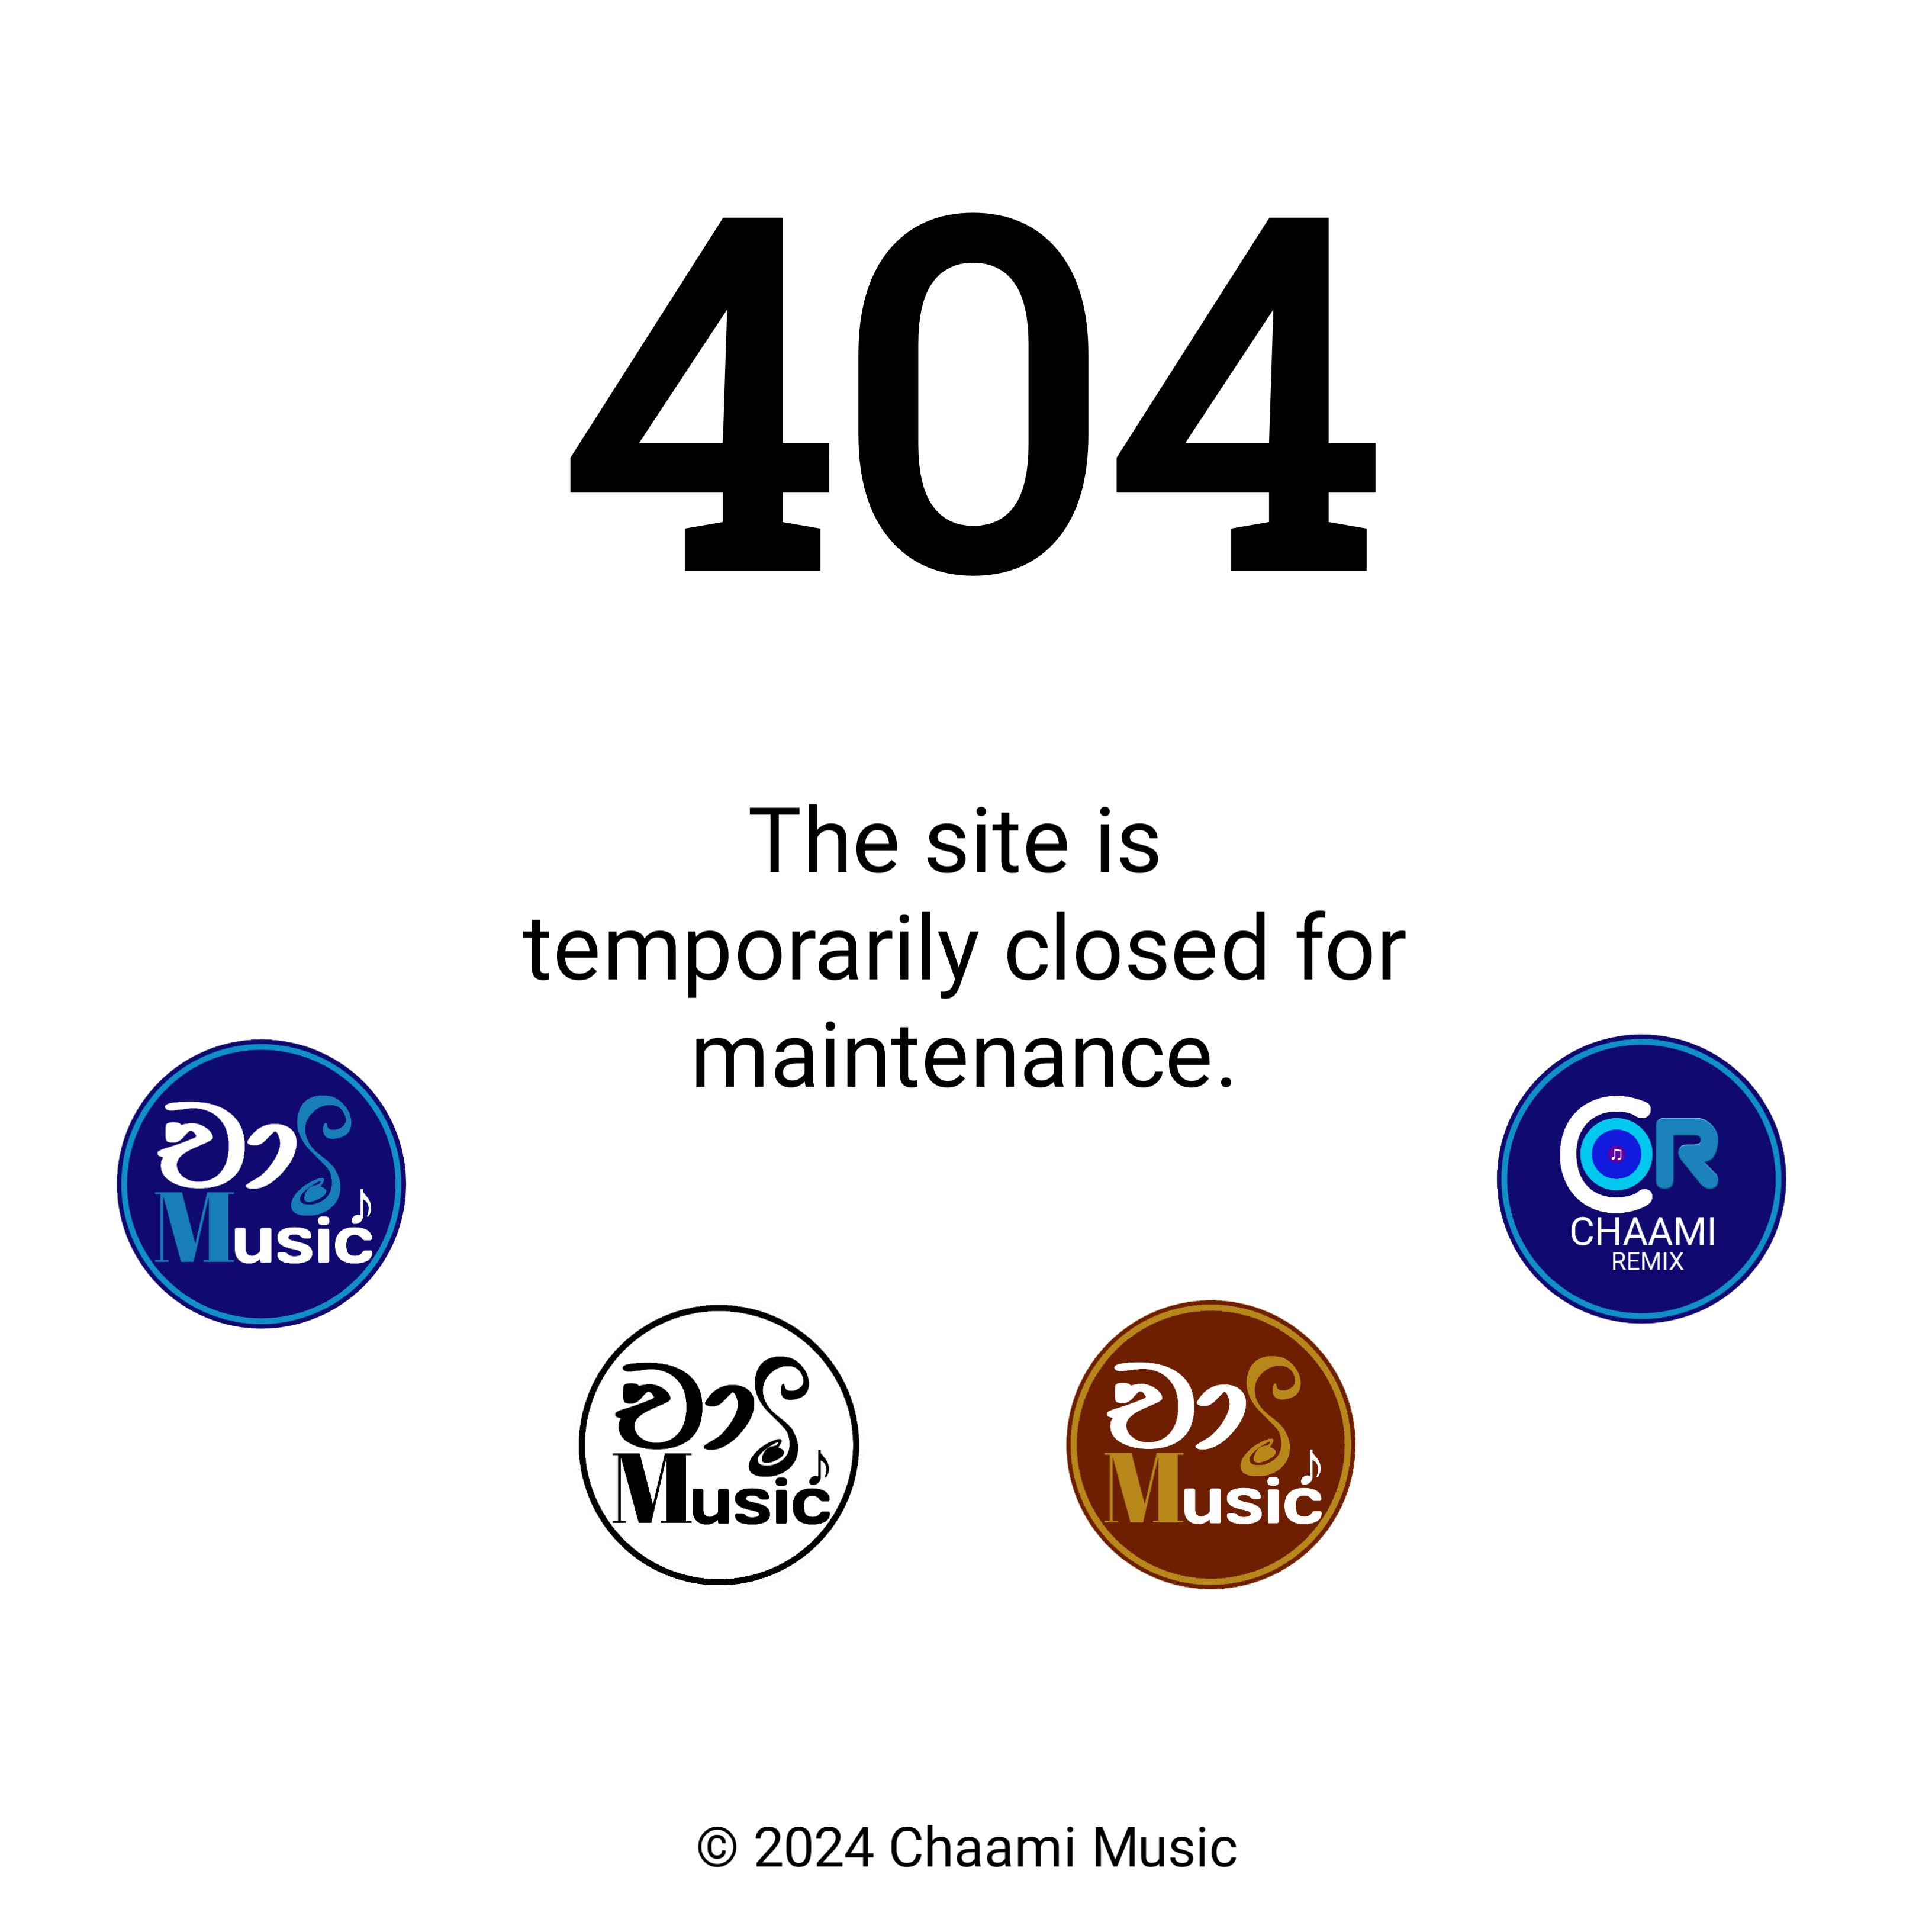 404
The site is
temporarily closed for
maintenance.
Music
CHAAMI
REMIX
Music
Music
© 2024 Chaami Music